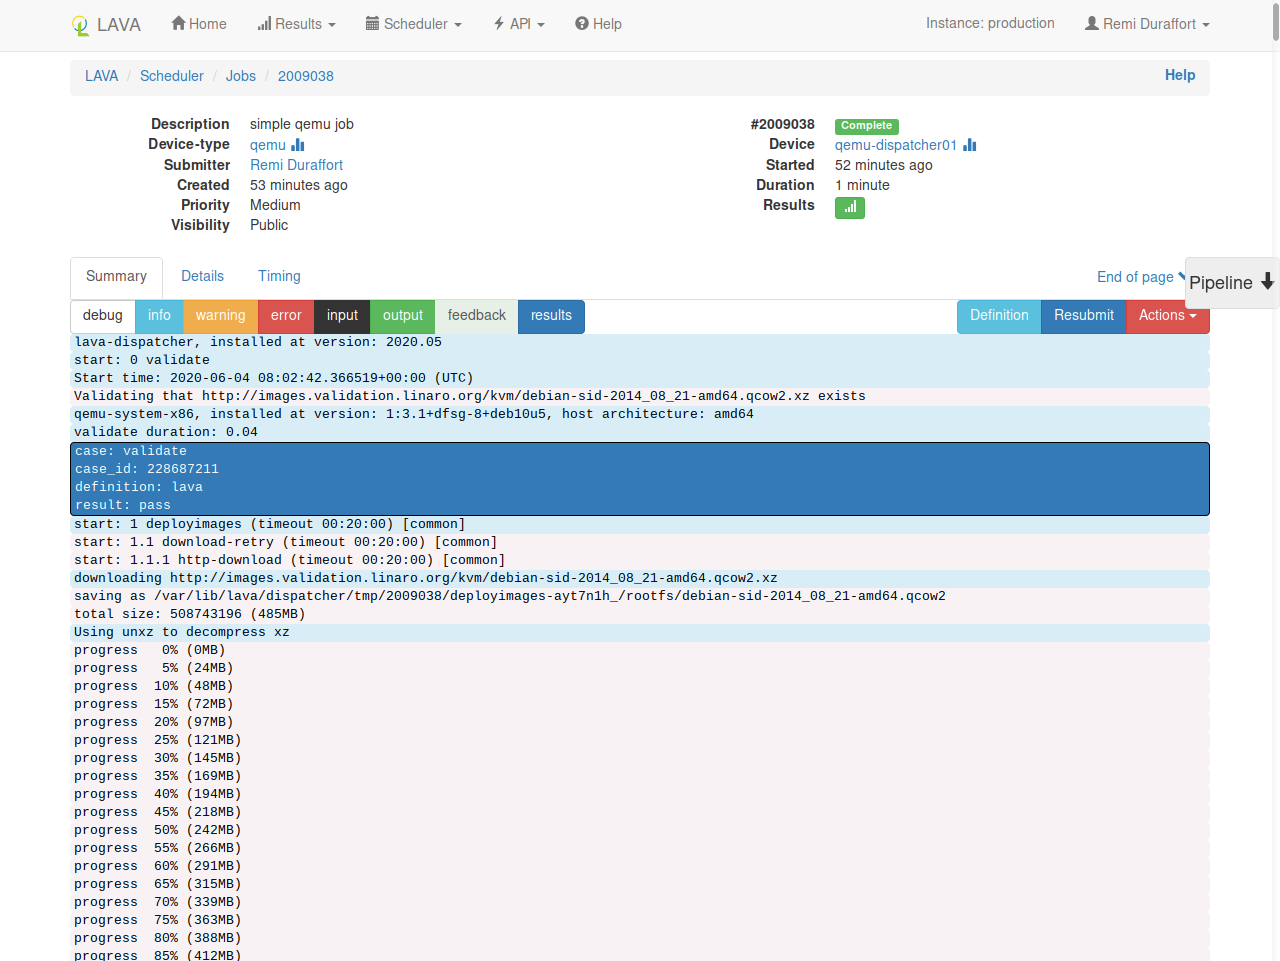 LAVA Home Results Scheduler API Help Instance: production Remi Duraffort
LAVA / Scheduler / Jobs / 2009038 Help
Description simple qemu job
Device-type qemu
Submitter Remi Duraffort
Created 53 minutes ago
Priority Medium
Visibility Public
#2009038 Complete
Device qemu-dispatcher01
Started 52 minutes ago
Duration 1 minute
Results
Summary Details Timing End of page
Pipeline
debug info warning error input output feedback results Definition Resubmit Actions
lava-dispatcher, installed at version: 2020.05
start: 0 validate
Start time: 2020-06-04 08:02:42.366519+00:00 (UTC)
Validating that http://images.validation.linaro.org/kvm/debian-sid-2014_08_21-amd64.qcow2.xz exists
qemu-system-x86, installed at version: 1:3.1+dfsg-8+deb10u5, host architecture: amd64
validate duration: 0.04
case: validate
case_id: 228687211
definition: lava
result: pass
start: 1 deployimages (timeout 00:20:00) [common]
start: 1.1 download-retry (timeout 00:20:00) [common]
start: 1.1.1 http-download (timeout 00:20:00) [common]
downloading http://images.validation.linaro.org/kvm/debian-sid-2014_08_21-amd64.qcow2.xz
saving as /var/lib/lava/dispatcher/tmp/2009038/deployimages-ayt7n1h_/rootfs/debian-sid-2014_08_21-amd64.qcow2
total size: 508743196 (485MB)
Using unxz to decompress xz
progress 0% (0MB)
progress 5% (24MB)
progress 10% (48MB)
progress 15% (72MB)
progress 20% (97MB)
progress 25% (121MB)
progress 30% (145MB)
progress 35% (169MB)
progress 40% (194MB)
progress 45% (218MB)
progress 50% (242MB)
progress 55% (266MB)
progress 60% (291MB)
progress 65% (315MB)
progress 70% (339MB)
progress 75% (363MB)
progress 80% (388MB)
progress 85% (412MB)